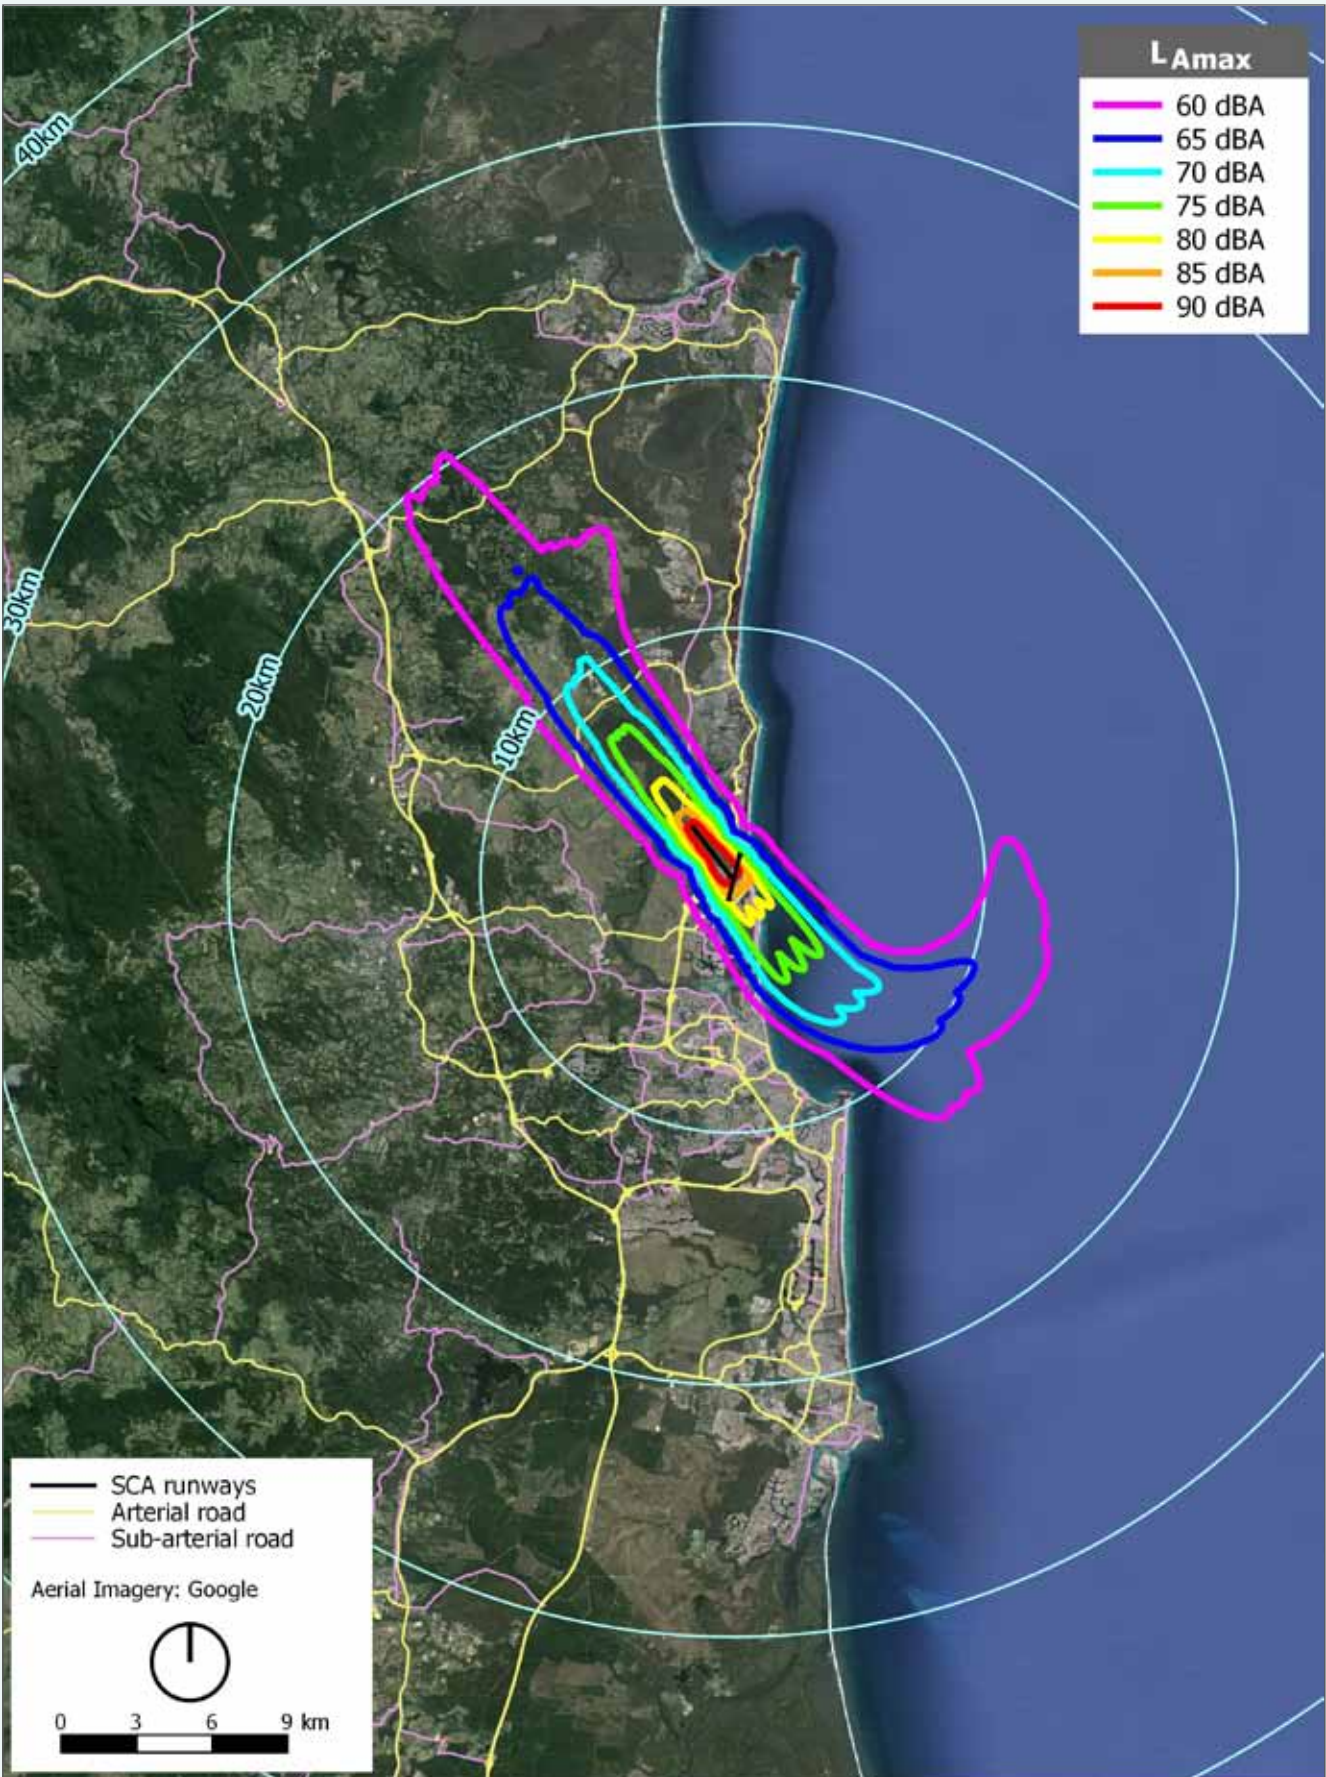 LAmax
60 dBA
65 dBA
70 dBA
75 dBA
80 dBA
85 dBA
90 dBA
40km
30km
20km
10km
SCA runways
Arterial road
Sub-arterial road
Aerial Imagery: Google
0 3 6 9 km